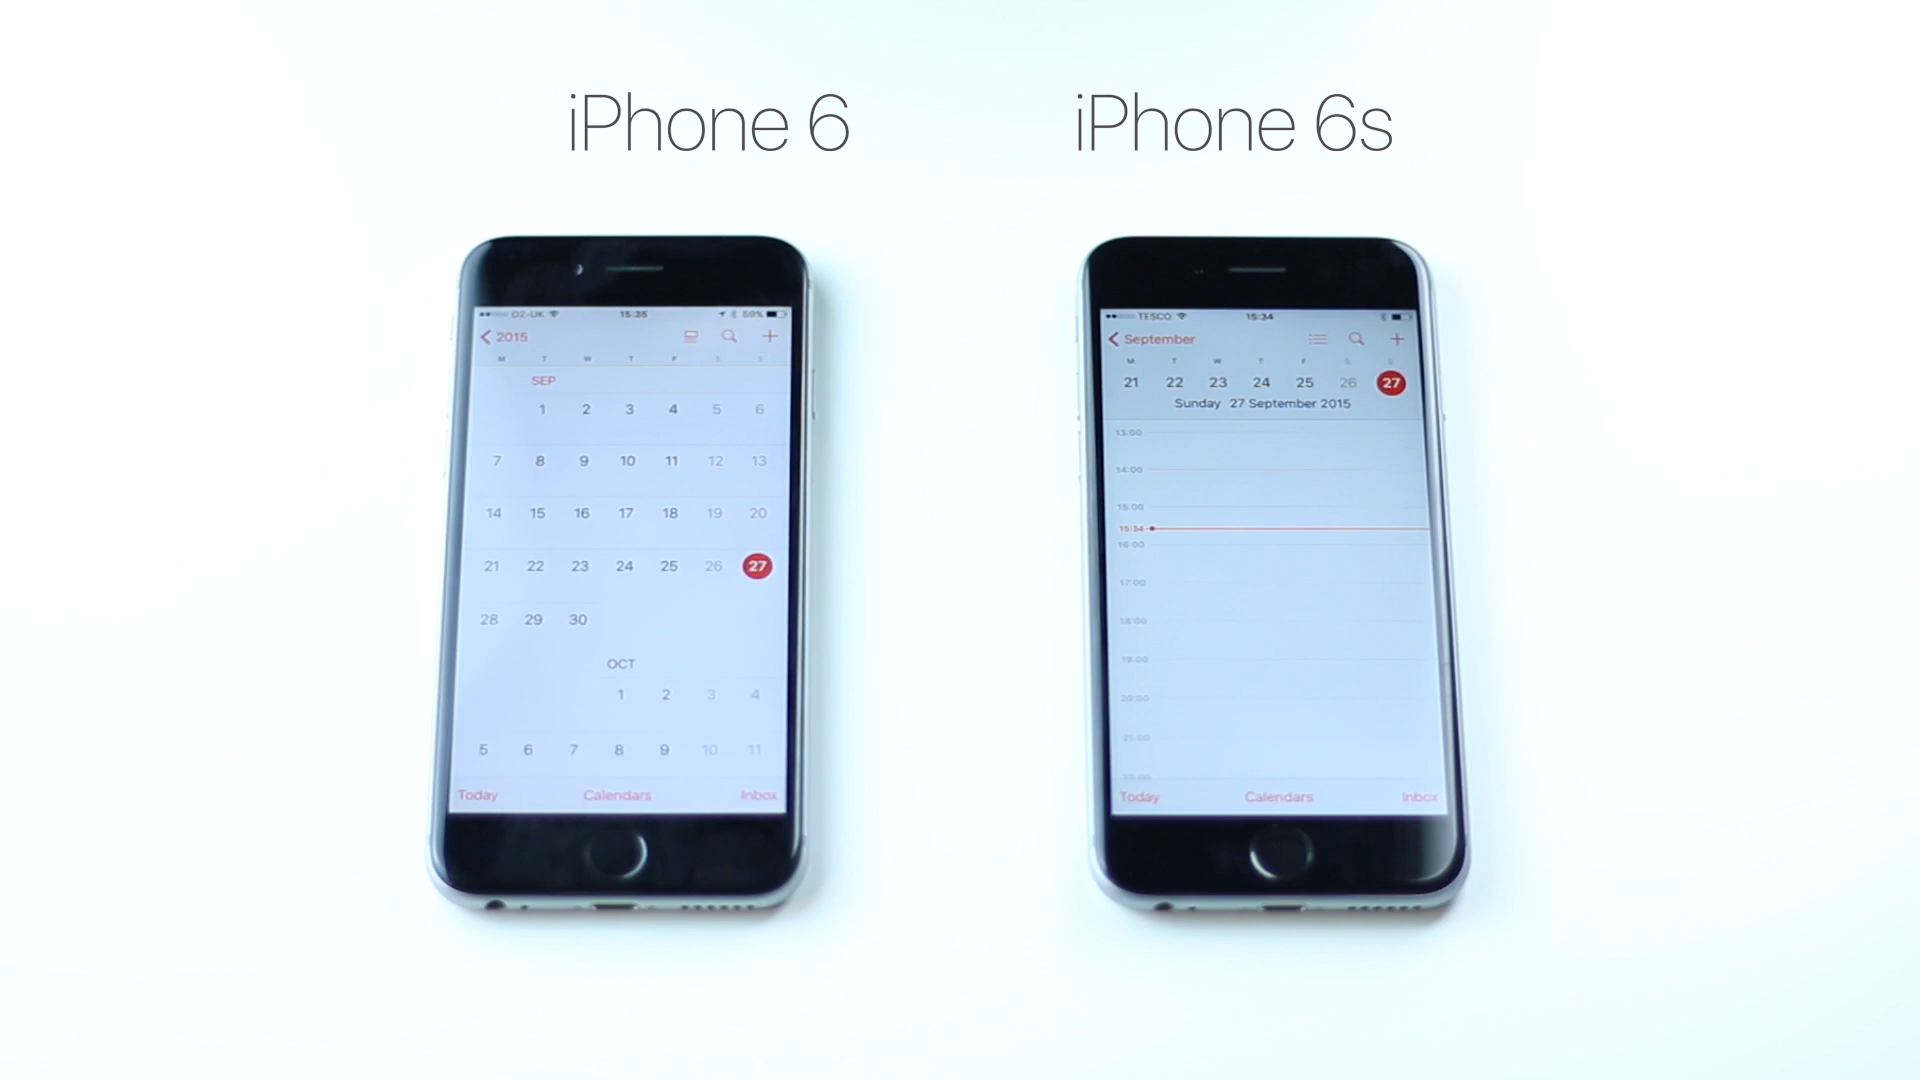 iPhone 6
iPhone 6s
O2-UK 15:35 59%
2015
M T W T F S S
SEP
1 2 3 4 5 6
7 8 9 10 11 12 13
14 15 16 17 18 19 20
21 22 23 24 25 26 27
28 29 30
OCT
1 2 3 4
5 6 7 8 9 10 11
Today Calendars Inbox
TESCO 15:34
September
M T W T F S S
21 22 23 24 25 26 27
Sunday 27 September 2015
13:00
14:00
15:00
15:34
16:00
17:00
18:00
19:00
20:00
21:00
22:00
Today Calendars Inbox